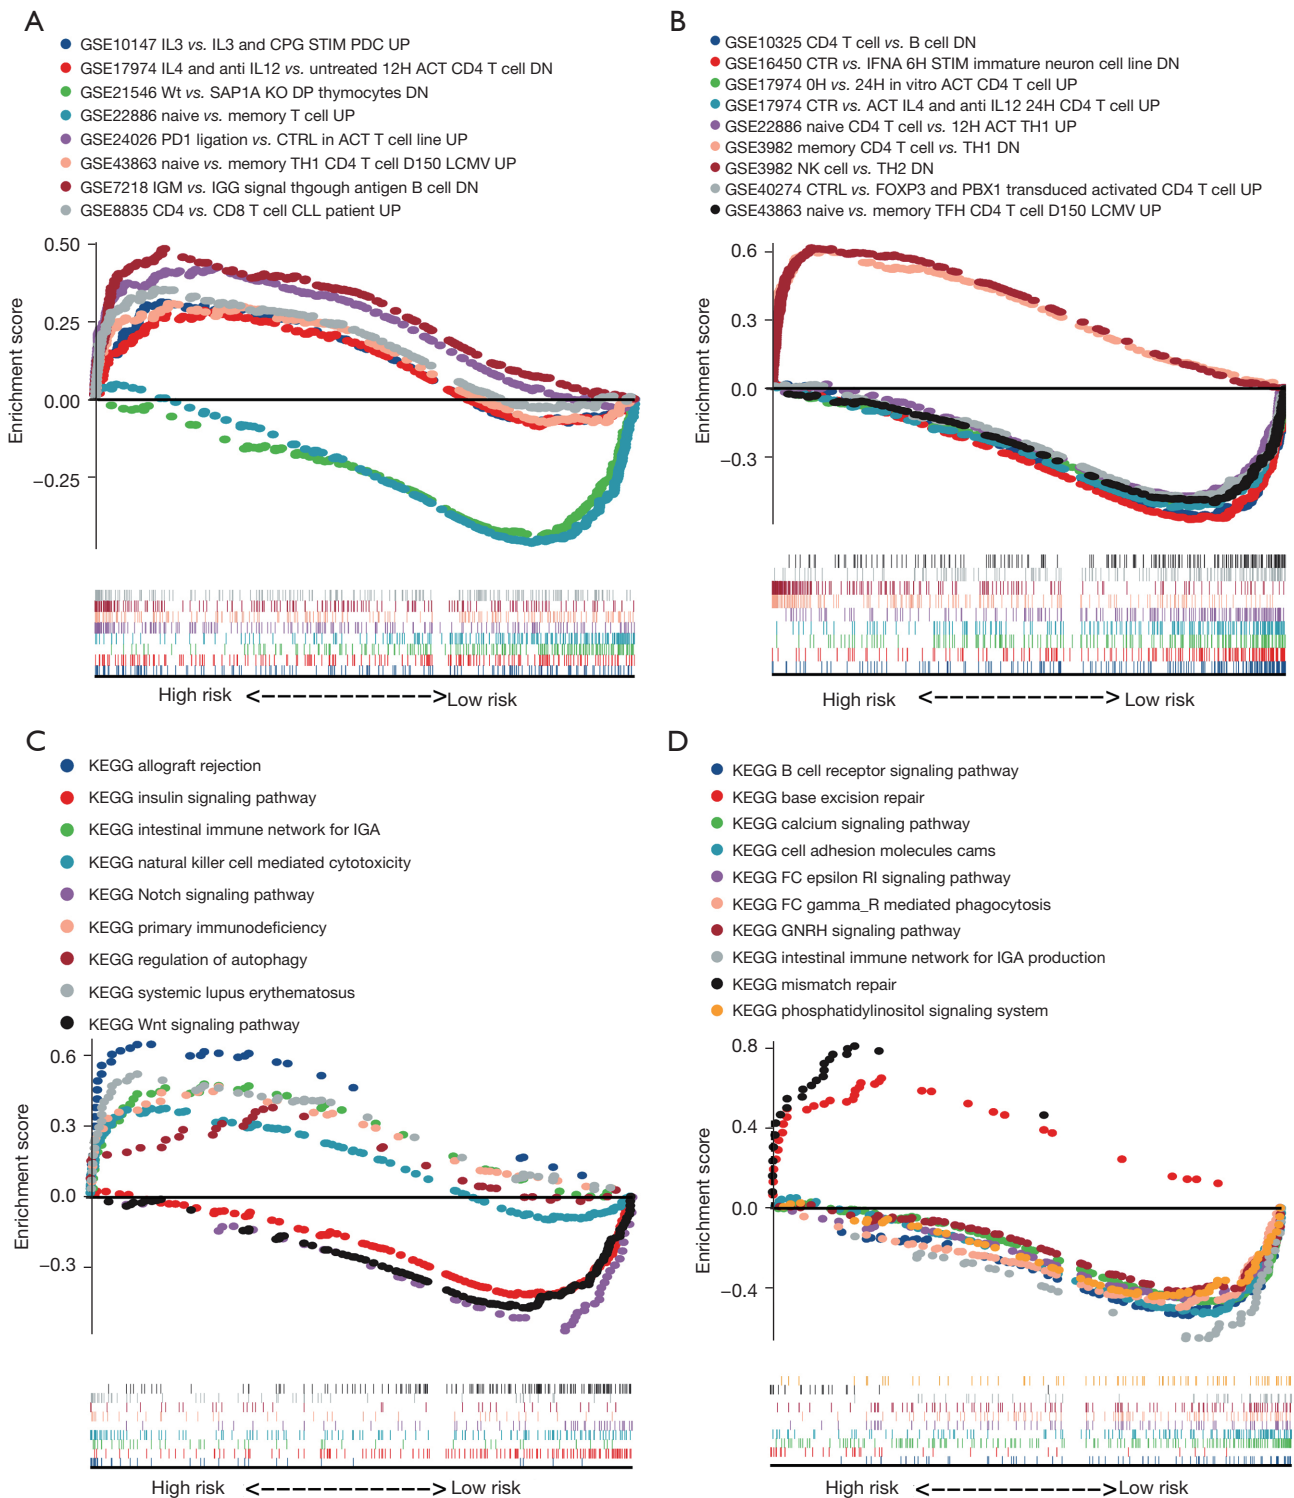 A
GSE10147 IL3 vs. IL3 and CPG STIM PDC UP
GSE17974 IL4 and anti IL12 vs. untreated 12H ACT CD4 T cell DN
GSE21546 Wt vs. SAP1A KO DP thymocytes DN
GSE22886 naive vs. memory T cell UP
GSE24026 PD1 ligation vs. CTRL in ACT T cell line UP
GSE43863 naive vs. memory TH1 CD4 T cell D150 LCMV UP
GSE7218 IGM vs. IGG signal thgough antigen B cell DN
GSE8835 CD4 vs. CD8 T cell CLL patient UP
0.50
0.25
0.00
−0.25
Enrichment score
High risk
Low risk
B
GSE10325 CD4 T cell vs. B cell DN
GSE16450 CTR vs. IFNA 6H STIM immature neuron cell line DN
GSE17974 0H vs. 24H in vitro ACT CD4 T cell UP
GSE17974 CTR vs. ACT IL4 and anti IL12 24H CD4 T cell UP
GSE22886 naive CD4 T cell vs. 12H ACT TH1 UP
GSE3982 memory CD4 T cell vs. TH1 DN
GSE3982 NK cell vs. TH2 DN
GSE40274 CTRL vs. FOXP3 and PBX1 transduced activated CD4 T cell UP
GSE43863 naive vs. memory TFH CD4 T cell D150 LCMV UP
0.6
0.3
0.0
−0.3
Enrichment score
High risk
Low risk
C
KEGG allograft rejection
KEGG insulin signaling pathway
KEGG intestinal immune network for IGA
KEGG natural killer cell mediated cytotoxicity
KEGG Notch signaling pathway
KEGG primary immunodeficiency
KEGG regulation of autophagy
KEGG systemic lupus erythematosus
KEGG Wnt signaling pathway
0.6
0.3
0.0
−0.3
Enrichment score
High risk
Low risk
D
KEGG B cell receptor signaling pathway
KEGG base excision repair
KEGG calcium signaling pathway
KEGG cell adhesion molecules cams
KEGG FC epsilon RI signaling pathway
KEGG FC gamma_R mediated phagocytosis
KEGG GNRH signaling pathway
KEGG intestinal immune network for IGA production
KEGG mismatch repair
KEGG phosphatidylinositol signaling system
0.8
0.4
0.0
−0.4
Enrichment score
High risk
Low risk